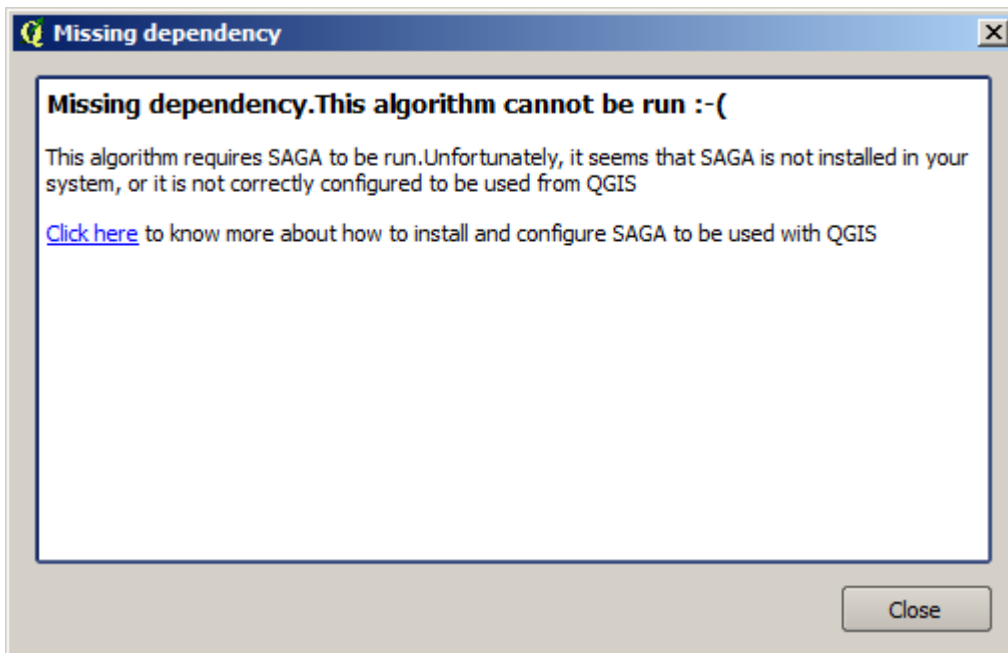 Missing dependency
Missing dependency.This algorithm cannot be run :-(
This algorithm requires SAGA to be run.Unfortunately, it seems that SAGA is not installed in your
system, or it is not correctly configured to be used from QGIS
Click here to know more about how to install and configure SAGA to be used with QGIS
Close